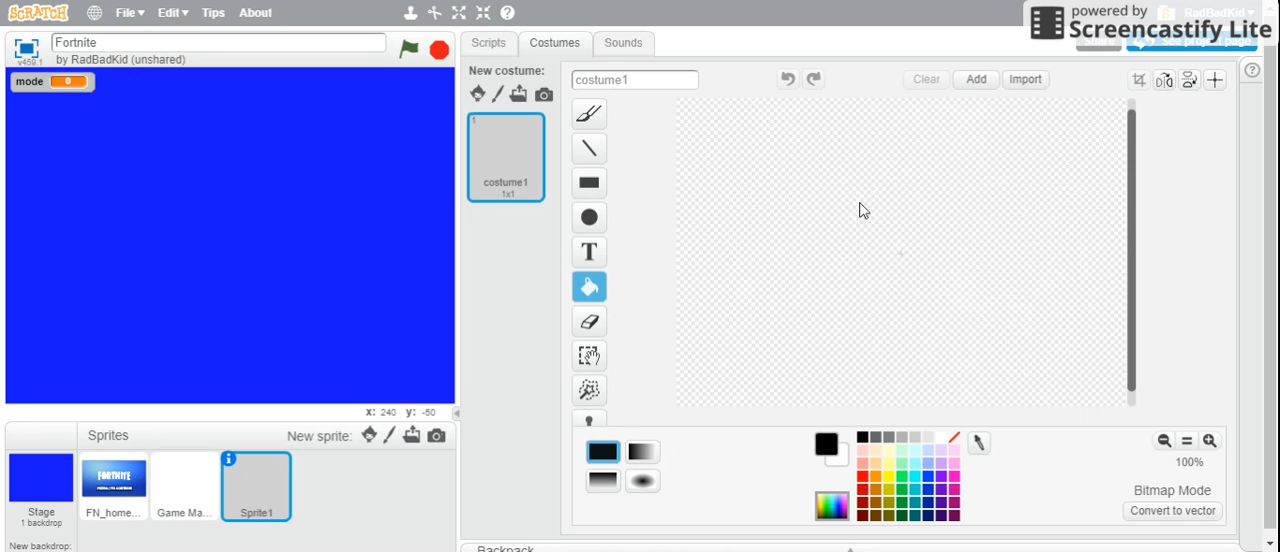 SCRATCH File Edit Tips About
powered by
Screencastify Lite
RadBadKid
Fortnite
v459.1
by RadBadKid (unshared)
Scripts Costumes Sounds
mode 0
New costume:
costume1
Clear Add Import
1
costume1
1x1
T
x: 240 y: -50
Sprites New sprite:
FORTNITE
Stage
1 backdrop
New backdrop:
FN_home... Game Ma... Sprite1
100%
Bitmap Mode
Convert to vector
Backpack